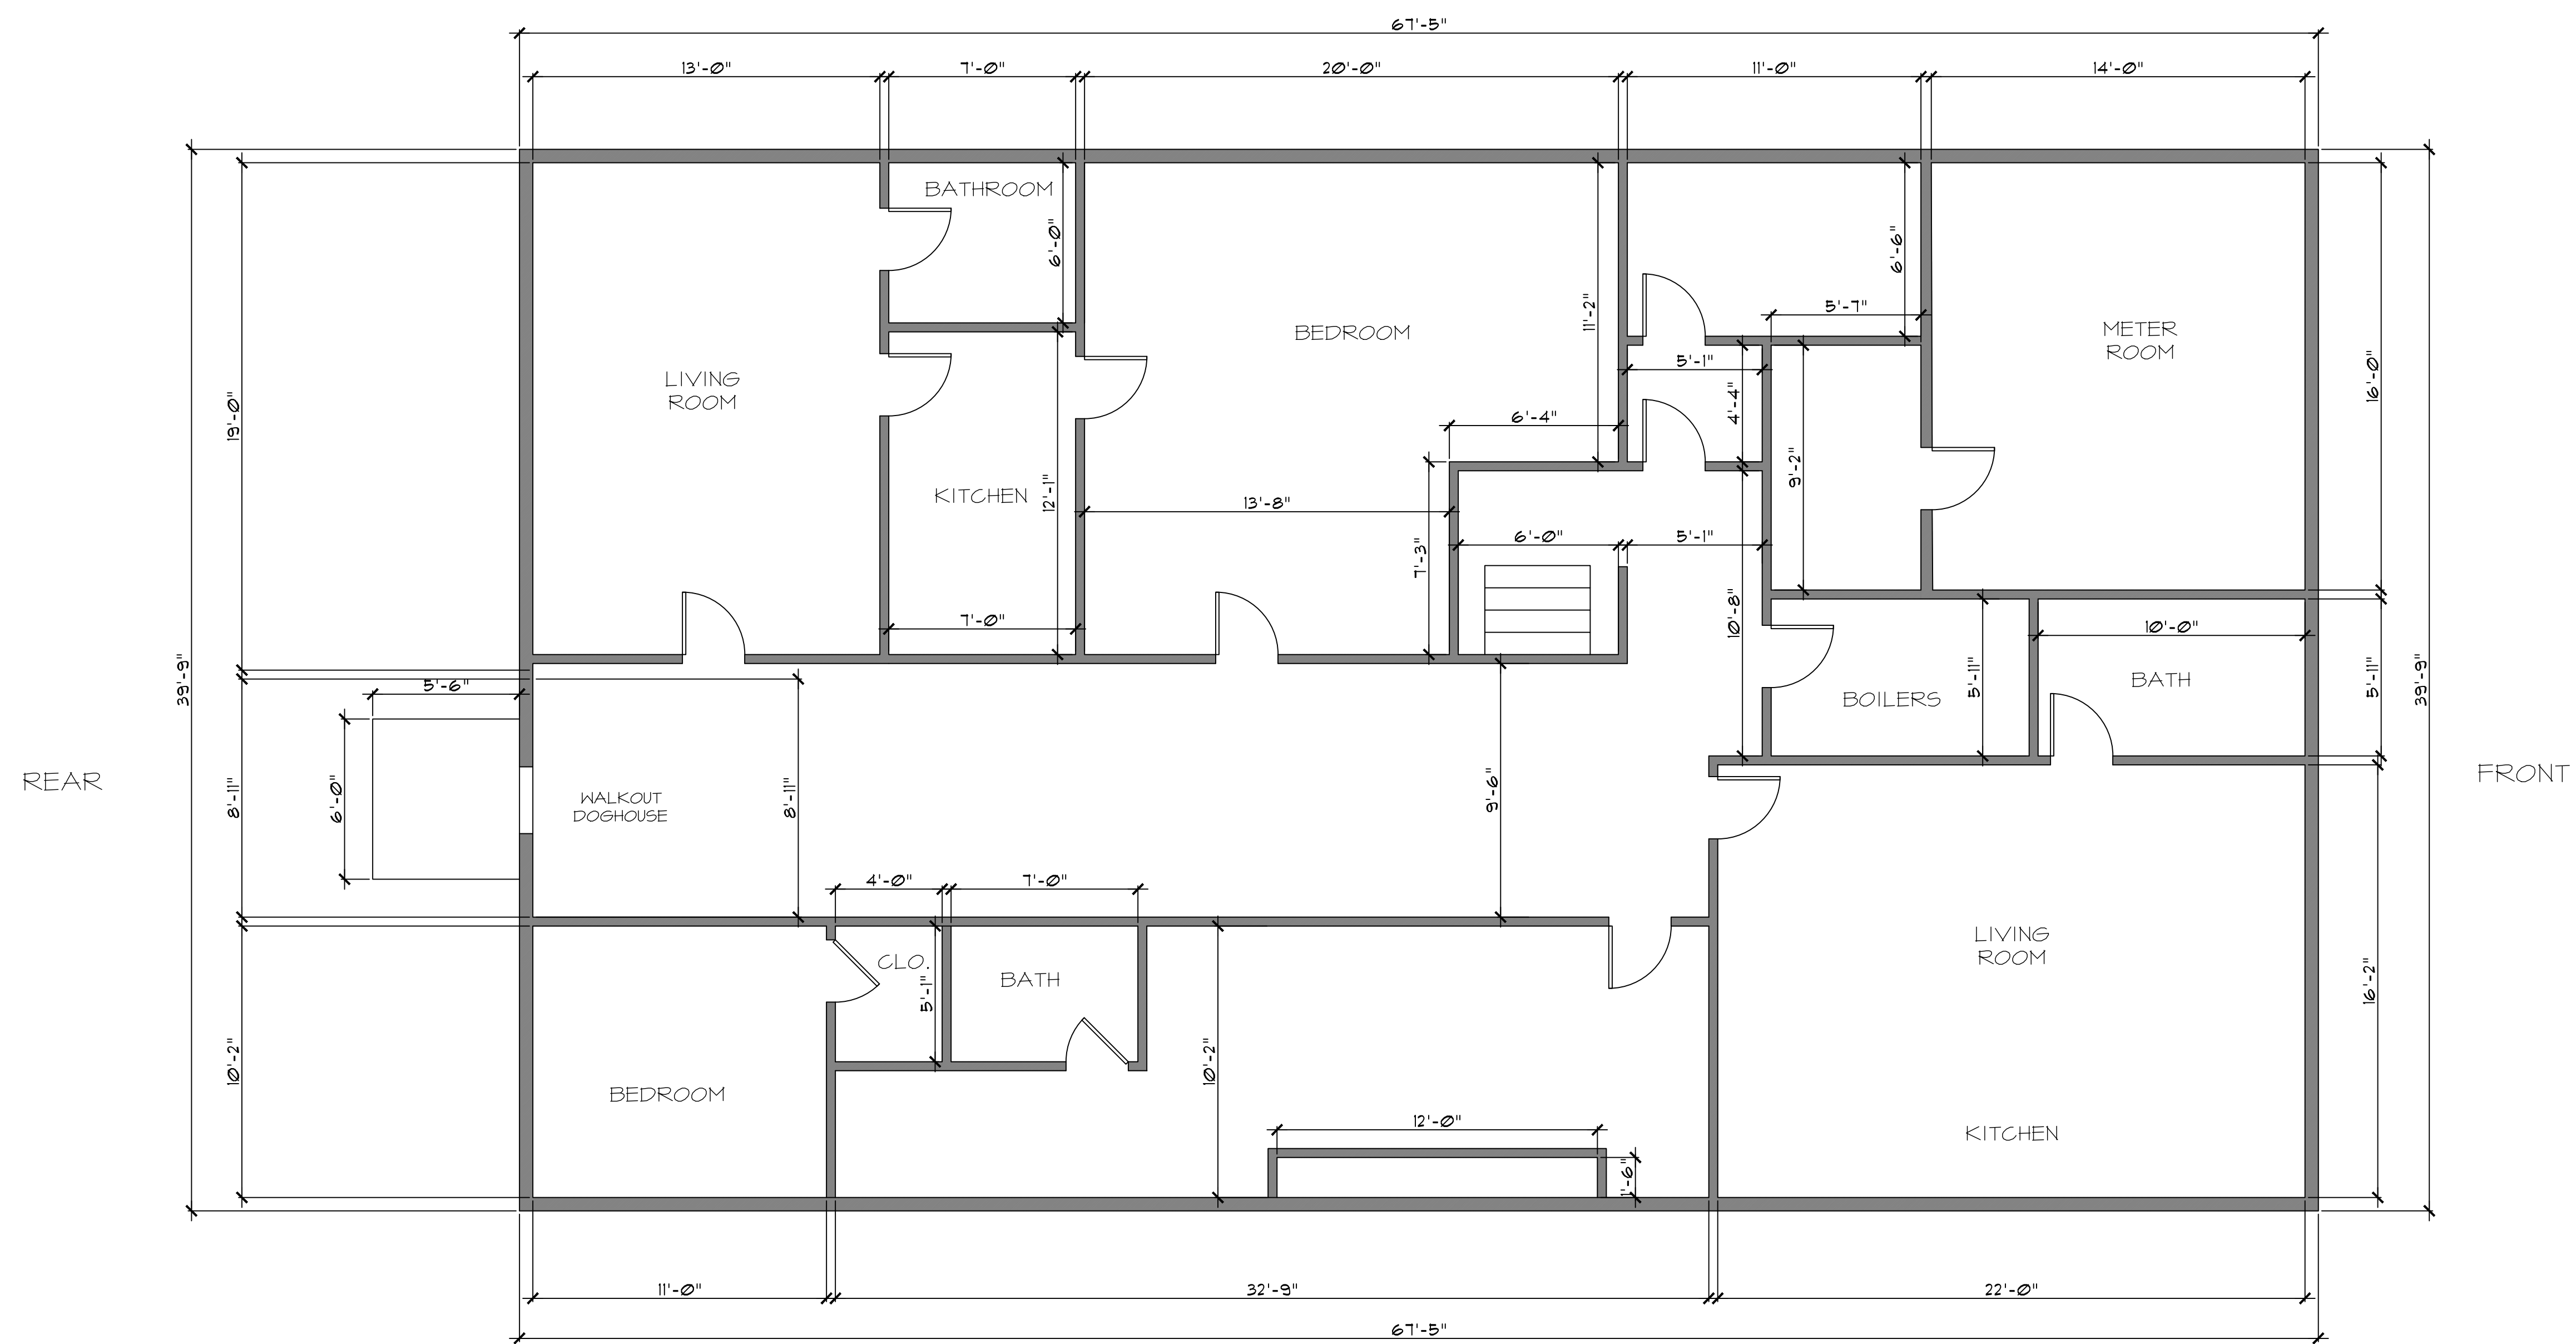 67'-5"
13'-0" 7'-0" 20'-0" 11'-0" 14'-0"
BATHROOM
6'-0"
11'-2"
6'-6"
5'-7"
BEDROOM
METER
ROOM
LIVING
ROOM
5'-1"
4'-4"
16'-0"
19'-0"
6'-4"
9'-2"
KITCHEN
12'-1"
13'-8"
7'-3"
6'-0" 5'-1"
10'-8"
7'-0"
10'-0"
39'-9"
5'-6"
BOILERS
5'-11"
BATH
5'-11"
39'-9"
REAR
6'-0"
8'-11"
WALKOUT
DOGHOUSE
8'-11"
9'-6"
FRONT
4'-0" 7'-0"
CLO.
5'-1"
BATH
LIVING
ROOM
16'-2"
10'-2"
BEDROOM
10'-2"
12'-0"
1'-6"
KITCHEN
11'-0" 32'-9" 22'-0"
67'-5"